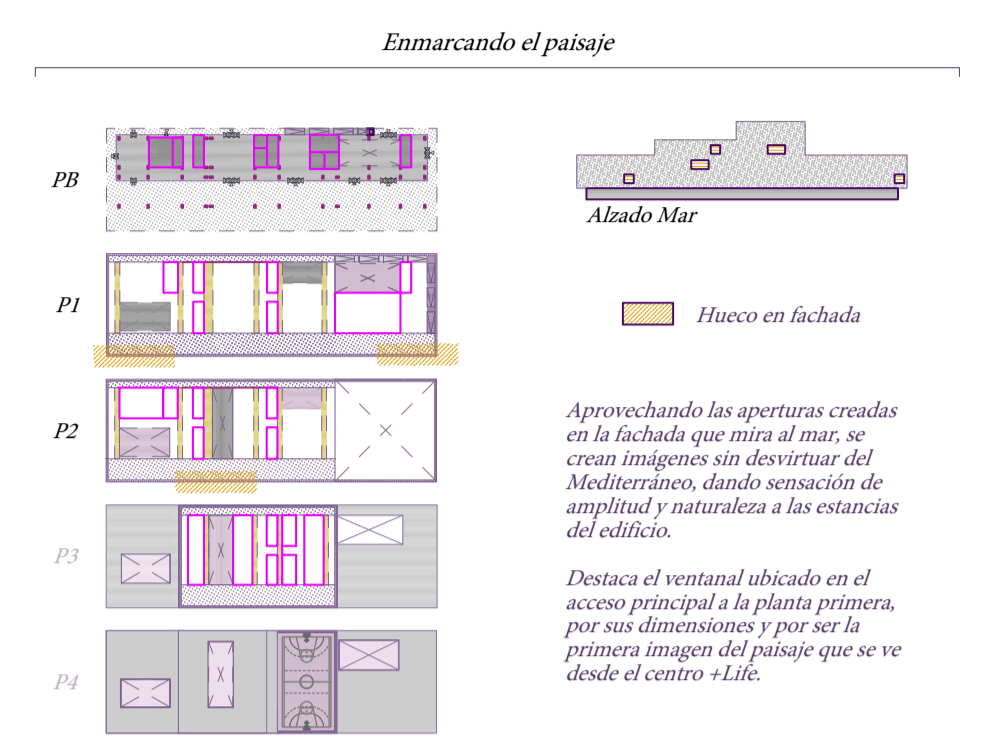 Enmarcando el paisaje
PB
Alzado Mar
P1
Hueco en fachada
P2
Aprovechando las aperturas creadas
en la fachada que mira al mar, se
crean imágenes sin desvirtuar del
Mediterráneo, dando sensación de
amplitud y naturaleza a las estancias
del edificio.
P3
Destaca el ventanal ubicado en el
acceso principal a la planta primera,
por sus dimensiones y por ser la
primera imagen del paisaje que se ve
desde el centro +Life.
P4